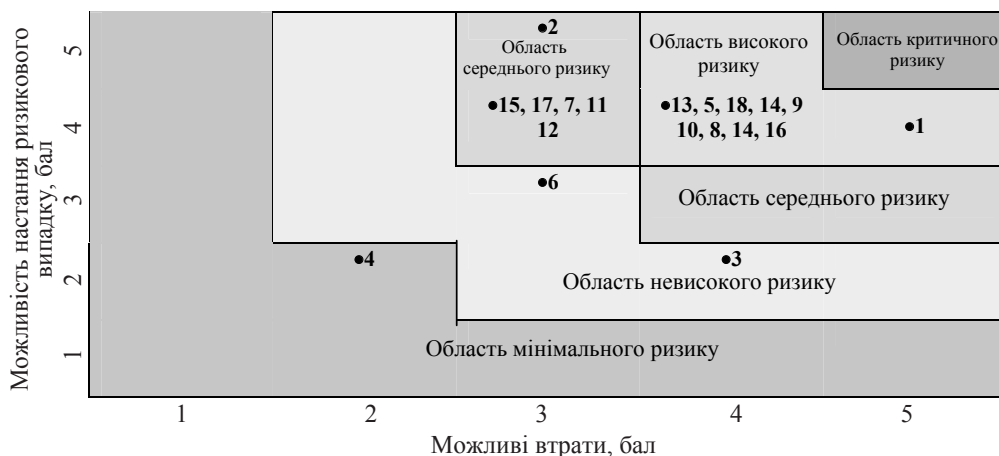 Можливість настання ризикового
випадку, бал
5
4
3
2
1
•2
Область
середнього ризику
•15, 17, 7, 11
12
Область високого
ризику
•13, 5, 18, 14, 9
10, 8, 14, 16
Область критичного
ризику
•1
•6
Область середнього ризику
•4
•3
Область невисокого ризику
Область мінімального ризику
1
2
3
4
5
Можливі втрати, бал